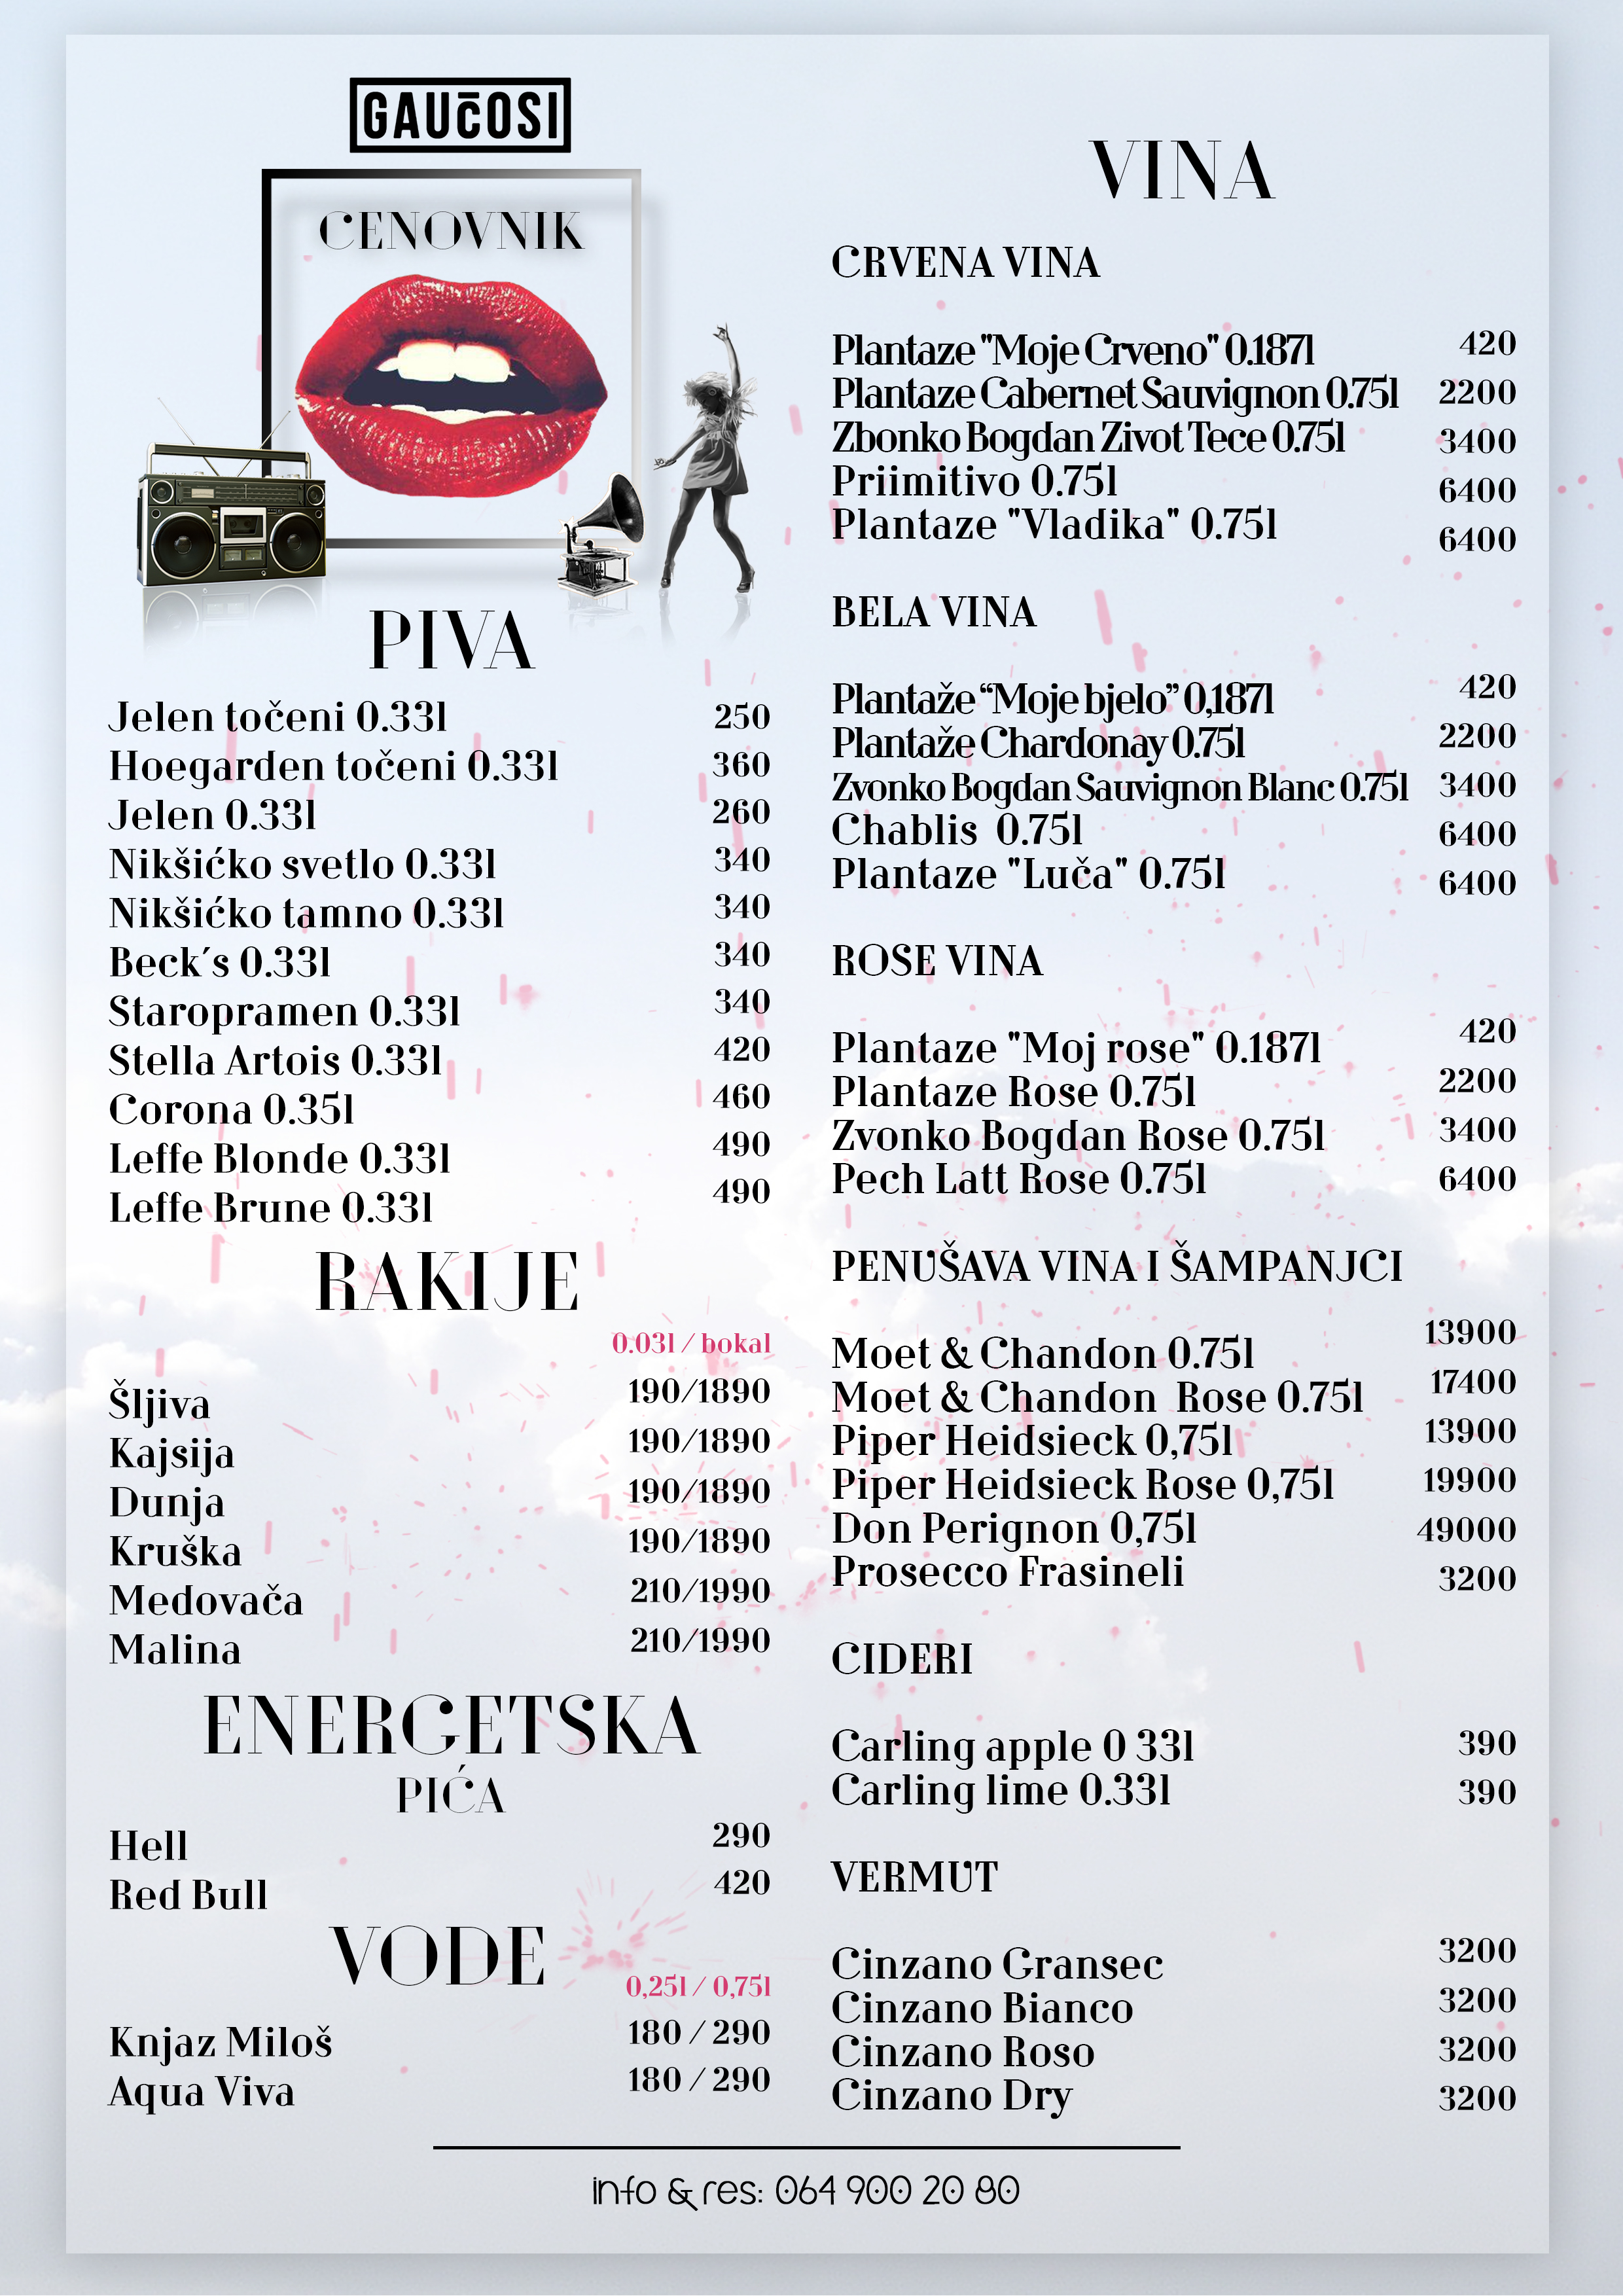 GAUČOSI
CENOVNIK
PIVA
Jelen točeni 0.33l 250
Hoegarden točeni 0.33l 360
Jelen 0.33l 260
Nikšićko svetlo 0.33l 340
Nikšićko tamno 0.33l 340
Beck´s 0.33l 340
Staropramen 0.33l 340
Stella Artois 0.33l 420
Corona 0.35l 460
Leffe Blonde 0.33l 490
Leffe Brune 0.33l 490
RAKIJE
0.03l / bokal
Šljiva 190/1890
Kajsija 190/1890
Dunja 190/1890
Kruška 190/1890
Medovača 210/1990
Malina 210/1990
ENERGETSKA
PIĆA
Hell 290
Red Bull 420
VODE
0,25l / 0,75l
Knjaz Miloš 180 / 290
Aqua Viva 180 / 290
VINA
CRVENA VINA
Plantaze "Moje Crveno" 0.187l 420
Plantaze Cabernet Sauvignon 0.75l 2200
Zbonko Bogdan Zivot Tece 0.75l 3400
Priimitivo 0.75l 6400
Plantaze "Vladika" 0.75l 6400
BELA VINA
Plantaže “Moje bjelo” 0,187l 420
Plantaže Chardonay 0.75l 2200
Zvonko Bogdan Sauvignon Blanc 0.75l 3400
Chablis 0.75l 6400
Plantaze "Luča" 0.75l 6400
ROSE VINA
Plantaze "Moj rose" 0.187l 420
Plantaze Rose 0.75l 2200
Zvonko Bogdan Rose 0.75l 3400
Pech Latt Rose 0.75l 6400
PENUŠAVA VINA I ŠAMPANJCI
Moet & Chandon 0.75l 13900
Moet & Chandon Rose 0.75l 17400
Piper Heidsieck 0,75l 13900
Piper Heidsieck Rose 0,75l 19900
Don Perignon 0,75l 49000
Prosecco Frasineli 3200
CIDERI
Carling apple 0 33l 390
Carling lime 0.33l 390
VERMUT
Cinzano Gransec 3200
Cinzano Bianco 3200
Cinzano Roso 3200
Cinzano Dry 3200
info & res: 064 900 20 80